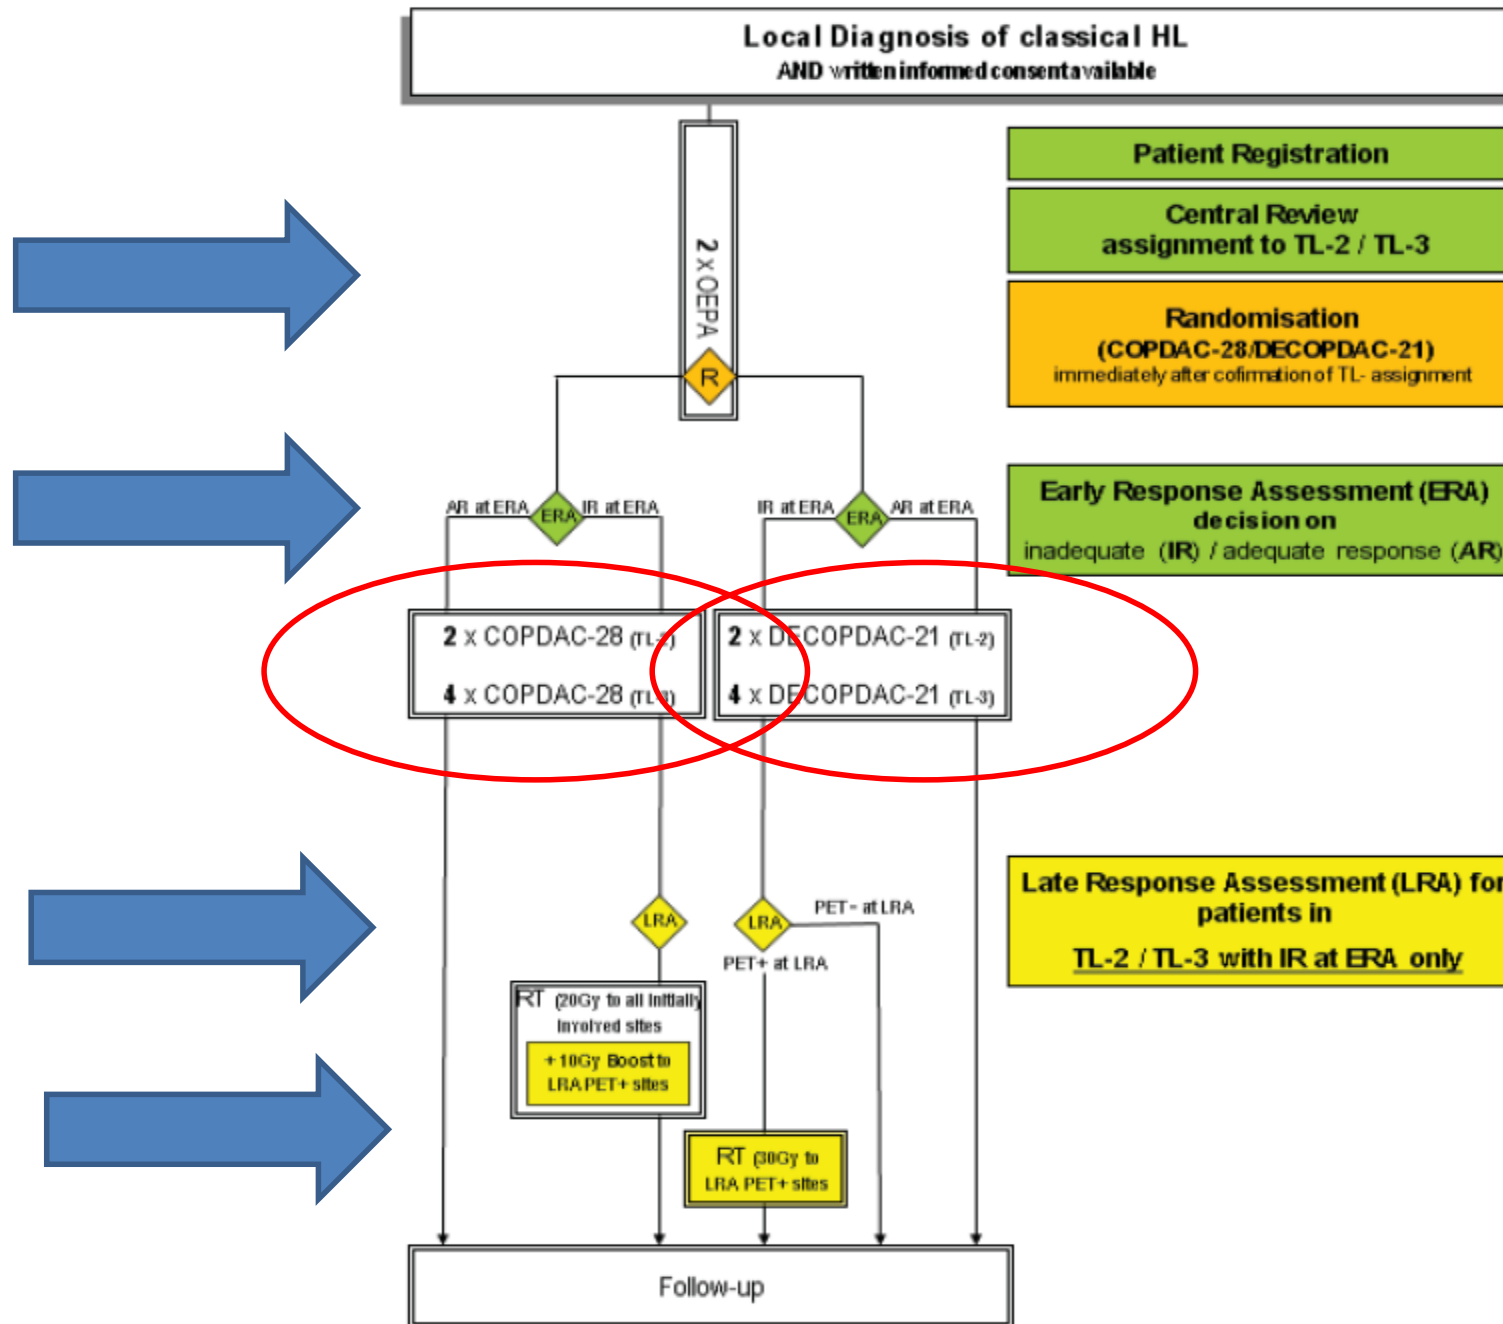 Local Diagnosis of classical HL
AND written informed consent available
Patient Registration
Central Review
assignment to TL-2 / TL-3
2 x OEPA
Randomisation
(COPDAC-28/DECOPDAC-21)
immediately after cofirmation of TL- assignment
R
Early Response Assessment (ERA)
decision on
inadequate (IR) / adequate response (AR)
AR at ERA
ERA
IR at ERA
IR at ERA
ERA
AR at ERA
2 x COPDAC-28 (TL-2)
4 x COPDAC-28 (TL-3)
2 x DECOPDAC-21 (TL-2)
4 x DECOPDAC-21 (TL-3)
Late Response Assessment (LRA) for
patients in
TL-2 / TL-3 with IR at ERA only
LRA
LRA
PET- at LRA
PET+ at LRA
RT (20Gy to all initially
involved sites
+ 10Gy Boost to
LRA PET+ sites
RT (30Gy to
LRA PET+ sites
Follow-up